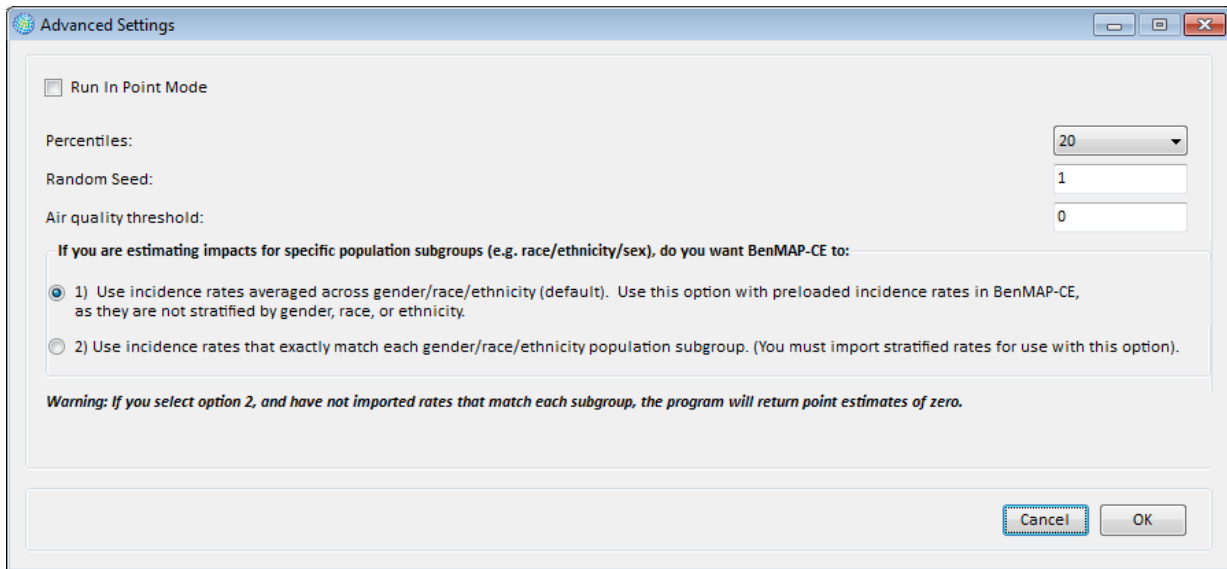 Advanced Settings
Run In Point Mode
Percentiles:
20
Random Seed:
1
Air quality threshold:
0
If you are estimating impacts for specific population subgroups (e.g. race/ethnicity/sex), do you want BenMAP-CE to:
1) Use incidence rates averaged across gender/race/ethnicity (default). Use this option with preloaded incidence rates in BenMAP-CE,
as they are not stratified by gender, race, or ethnicity.
2) Use incidence rates that exactly match each gender/race/ethnicity population subgroup. (You must import stratified rates for use with this option).
Warning: If you select option 2, and have not imported rates that match each subgroup, the program will return point estimates of zero.
Cancel
OK